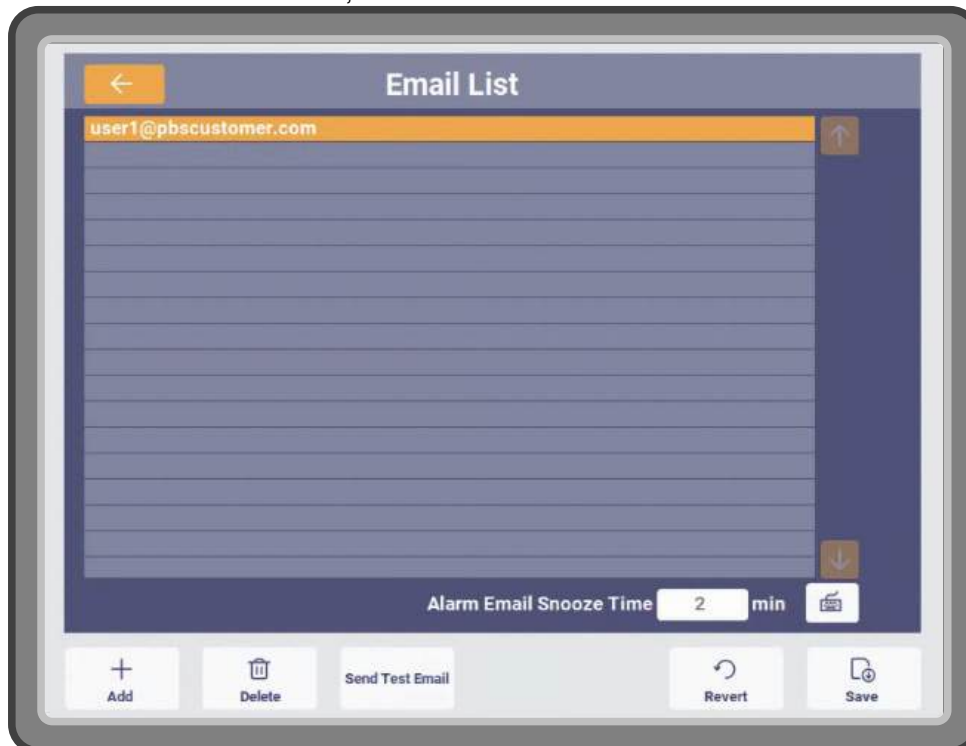 Email List
user1@pbscustomer.com
Alarm Email Snooze Time 2 min
Add Delete Send Test Email Revert Save